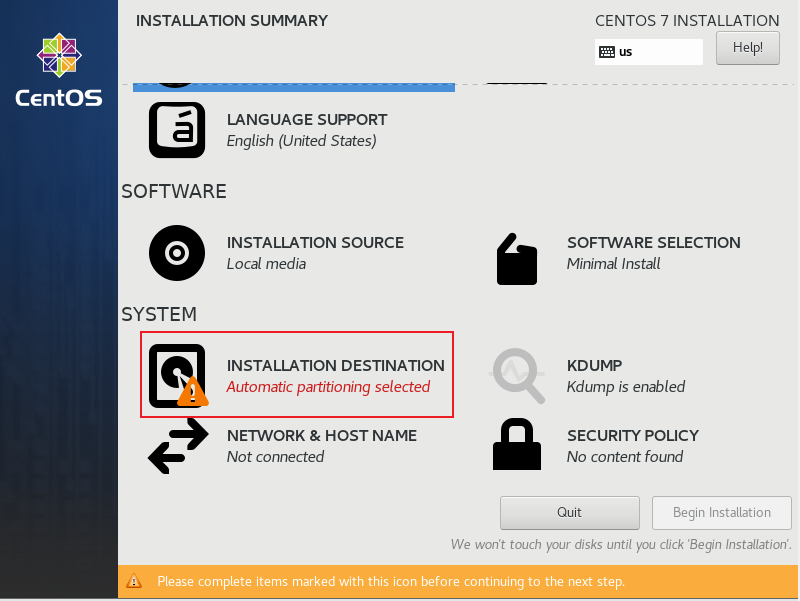 INSTALLATION SUMMARY
CENTOS 7 INSTALLATION
us
Help!
CentOS
LANGUAGE SUPPORT
English (United States)
SOFTWARE
INSTALLATION SOURCE
Local media
SOFTWARE SELECTION
Minimal Install
SYSTEM
INSTALLATION DESTINATION
Automatic partitioning selected
KDUMP
Kdump is enabled
NETWORK & HOST NAME
Not connected
SECURITY POLICY
No content found
Quit
Begin Installation
We won't touch your disks until you click 'Begin Installation'.
Please complete items marked with this icon before continuing to the next step.